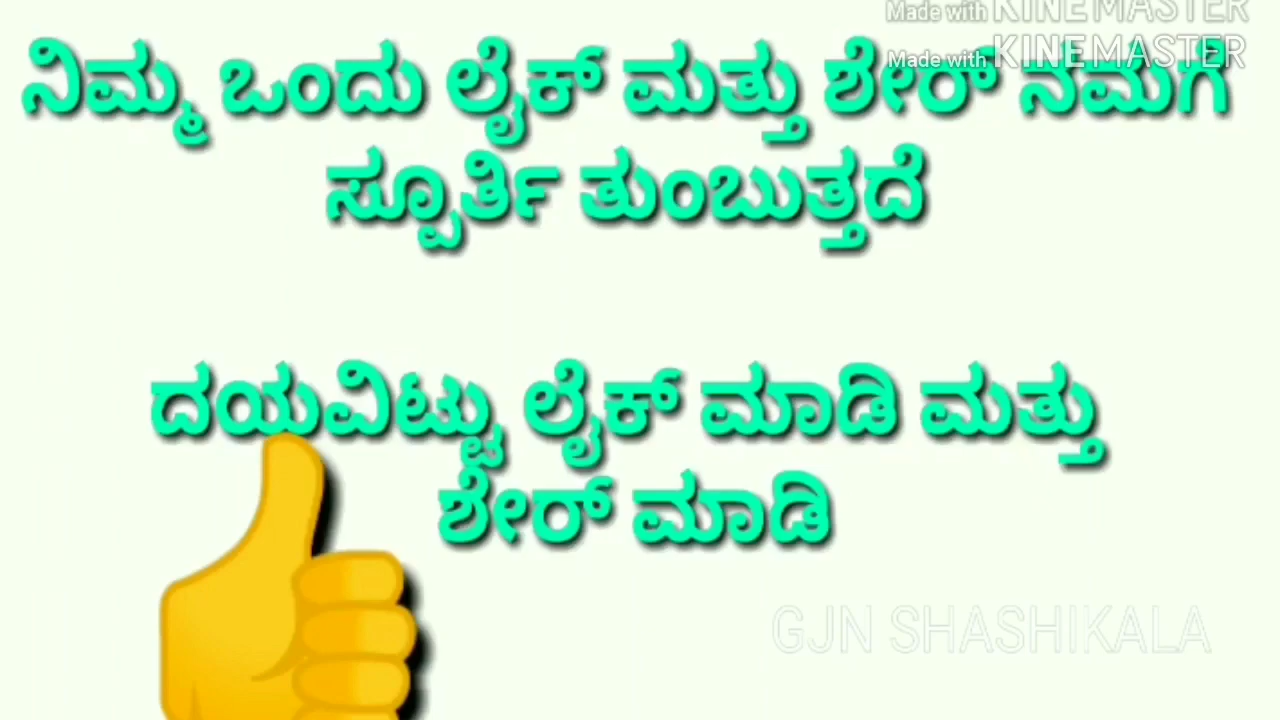 Made with KINEMASTER
Made with KINEMASTER
ನಿಮ್ಮ ಒಂದು ಲೈಕ್ ಮತ್ತು ಶೇರ್ ನಮಗೆ
ಸ್ಪೂರ್ತಿ ತುಂಬುತ್ತದೆ
ದಯವಿಟ್ಟು ಲೈಕ್ ಮಾಡಿ ಮತ್ತು
ಶೇರ್ ಮಾಡಿ
GJN SHASHIKALA